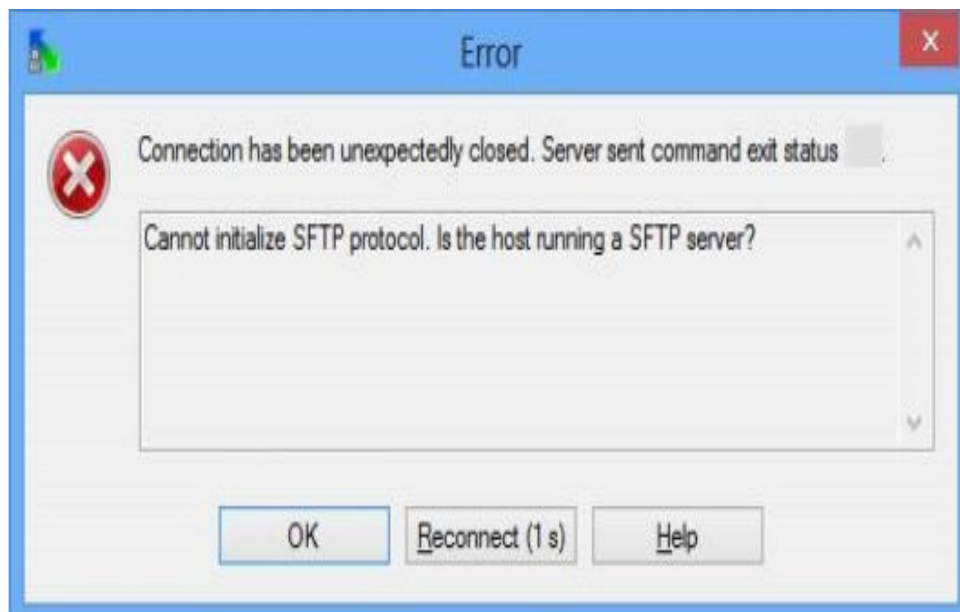 Error
X
Connection has been unexpectedly closed. Server sent command exit status .
Cannot initialize SFTP protocol. Is the host running a SFTP server?
OK
Reconnect (1 s)
Help